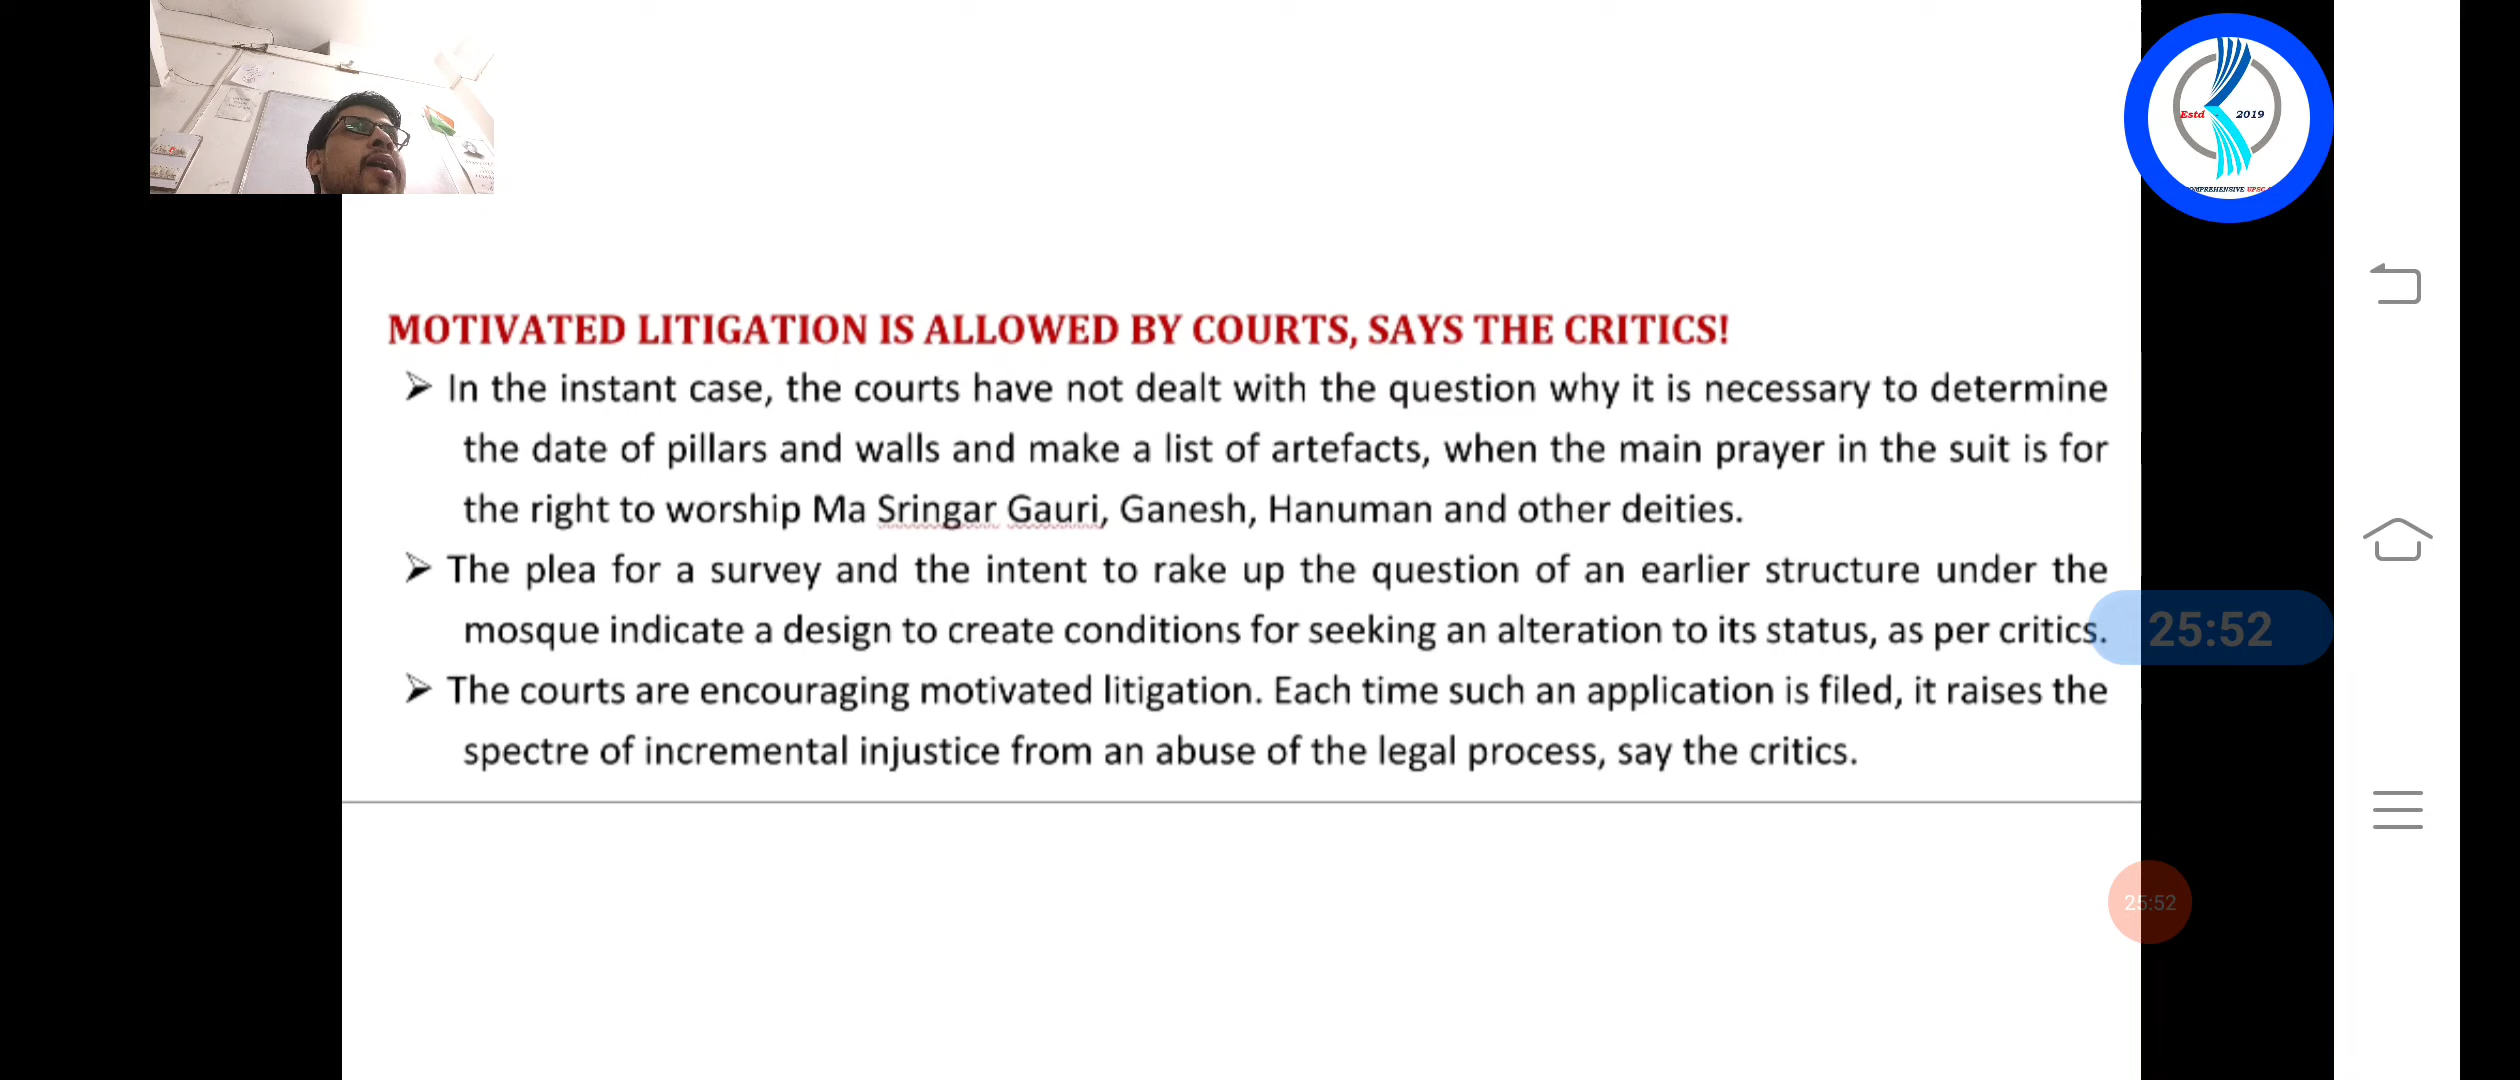 Estd 2019
COMPREHENSIVE UPSC
MOTIVATED LITIGATION IS ALLOWED BY COURTS, SAYS THE CRITICS!
➢ In the instant case, the courts have not dealt with the question why it is necessary to determine
the date of pillars and walls and make a list of artefacts, when the main prayer in the suit is for
the right to worship Ma Sringar Gauri, Ganesh, Hanuman and other deities.
➢ The plea for a survey and the intent to rake up the question of an earlier structure under the
mosque indicate a design to create conditions for seeking an alteration to its status, as per critics.
25:52
➢ The courts are encouraging motivated litigation. Each time such an application is filed, it raises the
spectre of incremental injustice from an abuse of the legal process, say the critics.
25:52